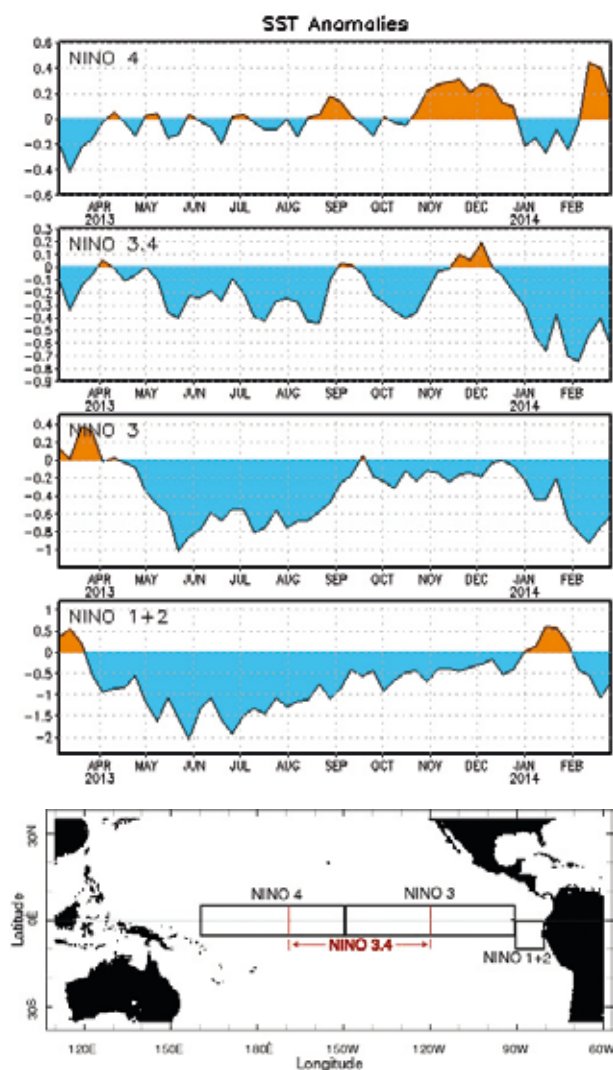 SST Anomalies
NINO 4
0.6
0.4
0.2
0
-0.2
-0.4
-0.6
APR MAY JUN JUL AUG SEP OCT NOV DEC JAN FEB
2013 2014
NINO 3.4
0.3
0.2
0.1
0
-0.1
-0.2
-0.3
-0.4
-0.5
-0.6
-0.7
-0.8
-0.9
APR MAY JUN JUL AUG SEP OCT NOV DEC JAN FEB
2013 2014
NINO 3
0.4
0.2
0
-0.2
-0.4
-0.6
-0.8
-1
APR MAY JUN JUL AUG SEP OCT NOV DEC JAN FEB
2013 2014
NINO 1+2
1
0.5
0
-0.5
-1
-1.5
-2
APR MAY JUN JUL AUG SEP OCT NOV DEC JAN FEB
2013 2014
Latitude
30N
0E
30S
NINO 4 NINO 3
NINO 3.4
NINO 1+2
120E 150E 180E 150W 120W 90W 60W
Longitude